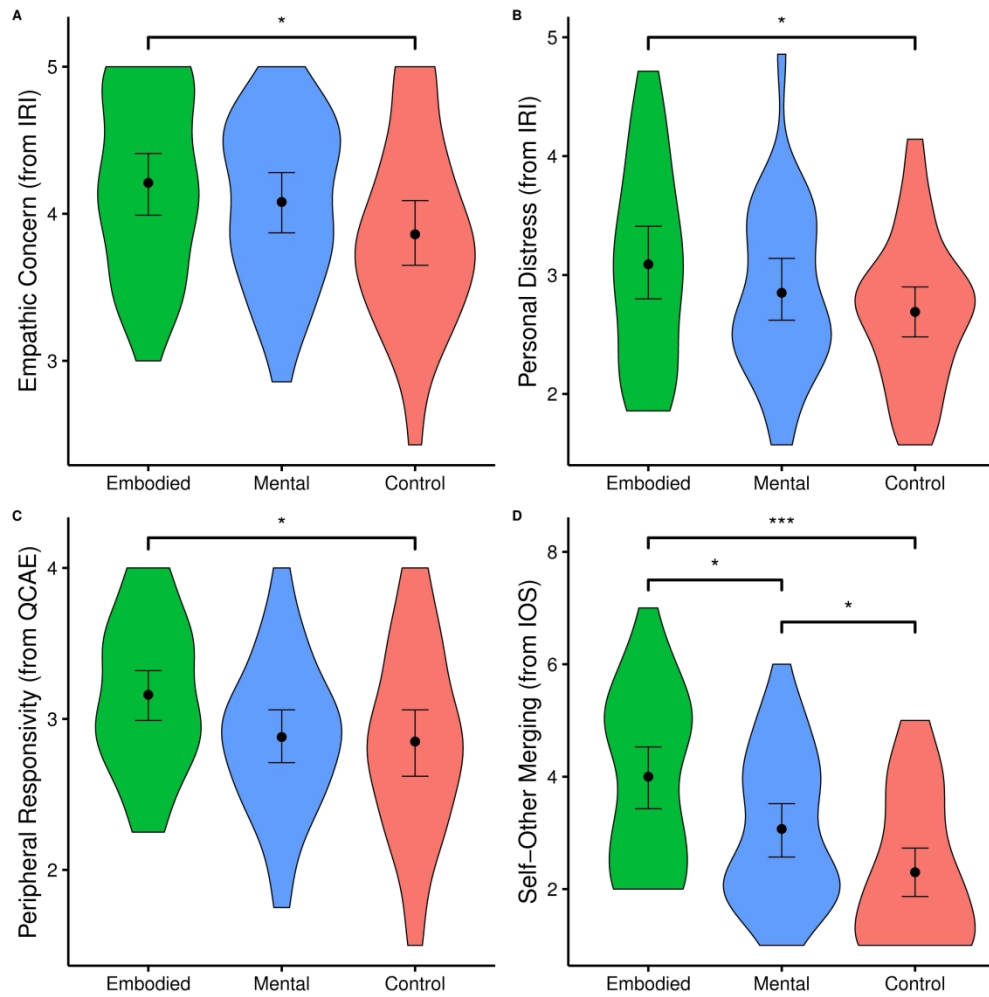 A
*
Empathic Concern (from IRI)
5
4
3
Embodied Mental Control
B
*
Personal Distress (from IRI)
5
4
3
2
Embodied Mental Control
C
*
Peripheral Responsivity (from QCAE)
4
3
2
Embodied Mental Control
D
***
*
*
Self−Other Merging (from IOS)
8
6
4
2
Embodied Mental Control